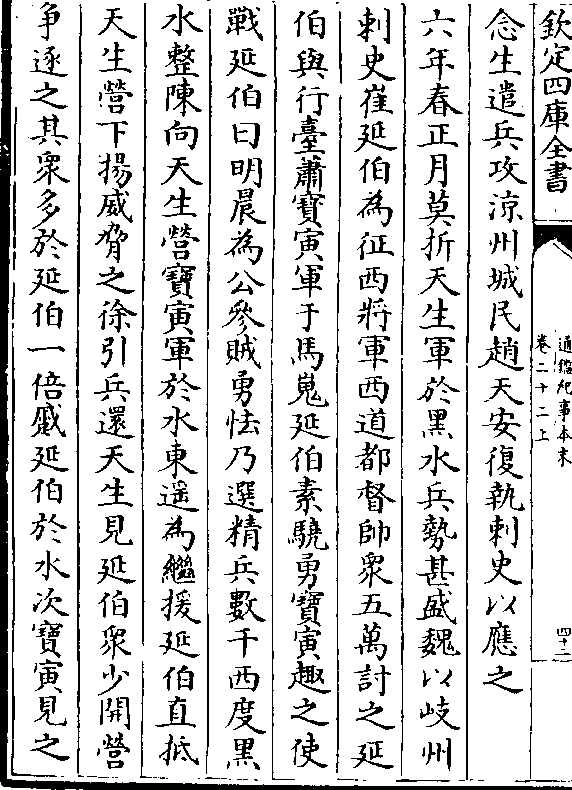 欽定四庫全書
通鑑紀事本末
卷二十二上
四十二
念生遣兵攻涼州城民趙天安復執刺史以應之
六年春正月莫折天生軍於黑水兵勢甚盛魏以岐州
刺史崔延伯為征西將軍西道都督帥衆五萬討之延
伯與行臺蕭寶寅軍于馬嵬延伯素驍勇寶寅趣之使
戰延伯曰明晨為公參賊勇怯乃選精兵數千西度黑
水整陳向天生營寶寅軍於水東遥為繼援延伯直抵
天生營下揚威脅之徐引兵還天生見延伯衆少開營
争逐之其衆多於延伯一倍蹙延伯於水次寶寅見之